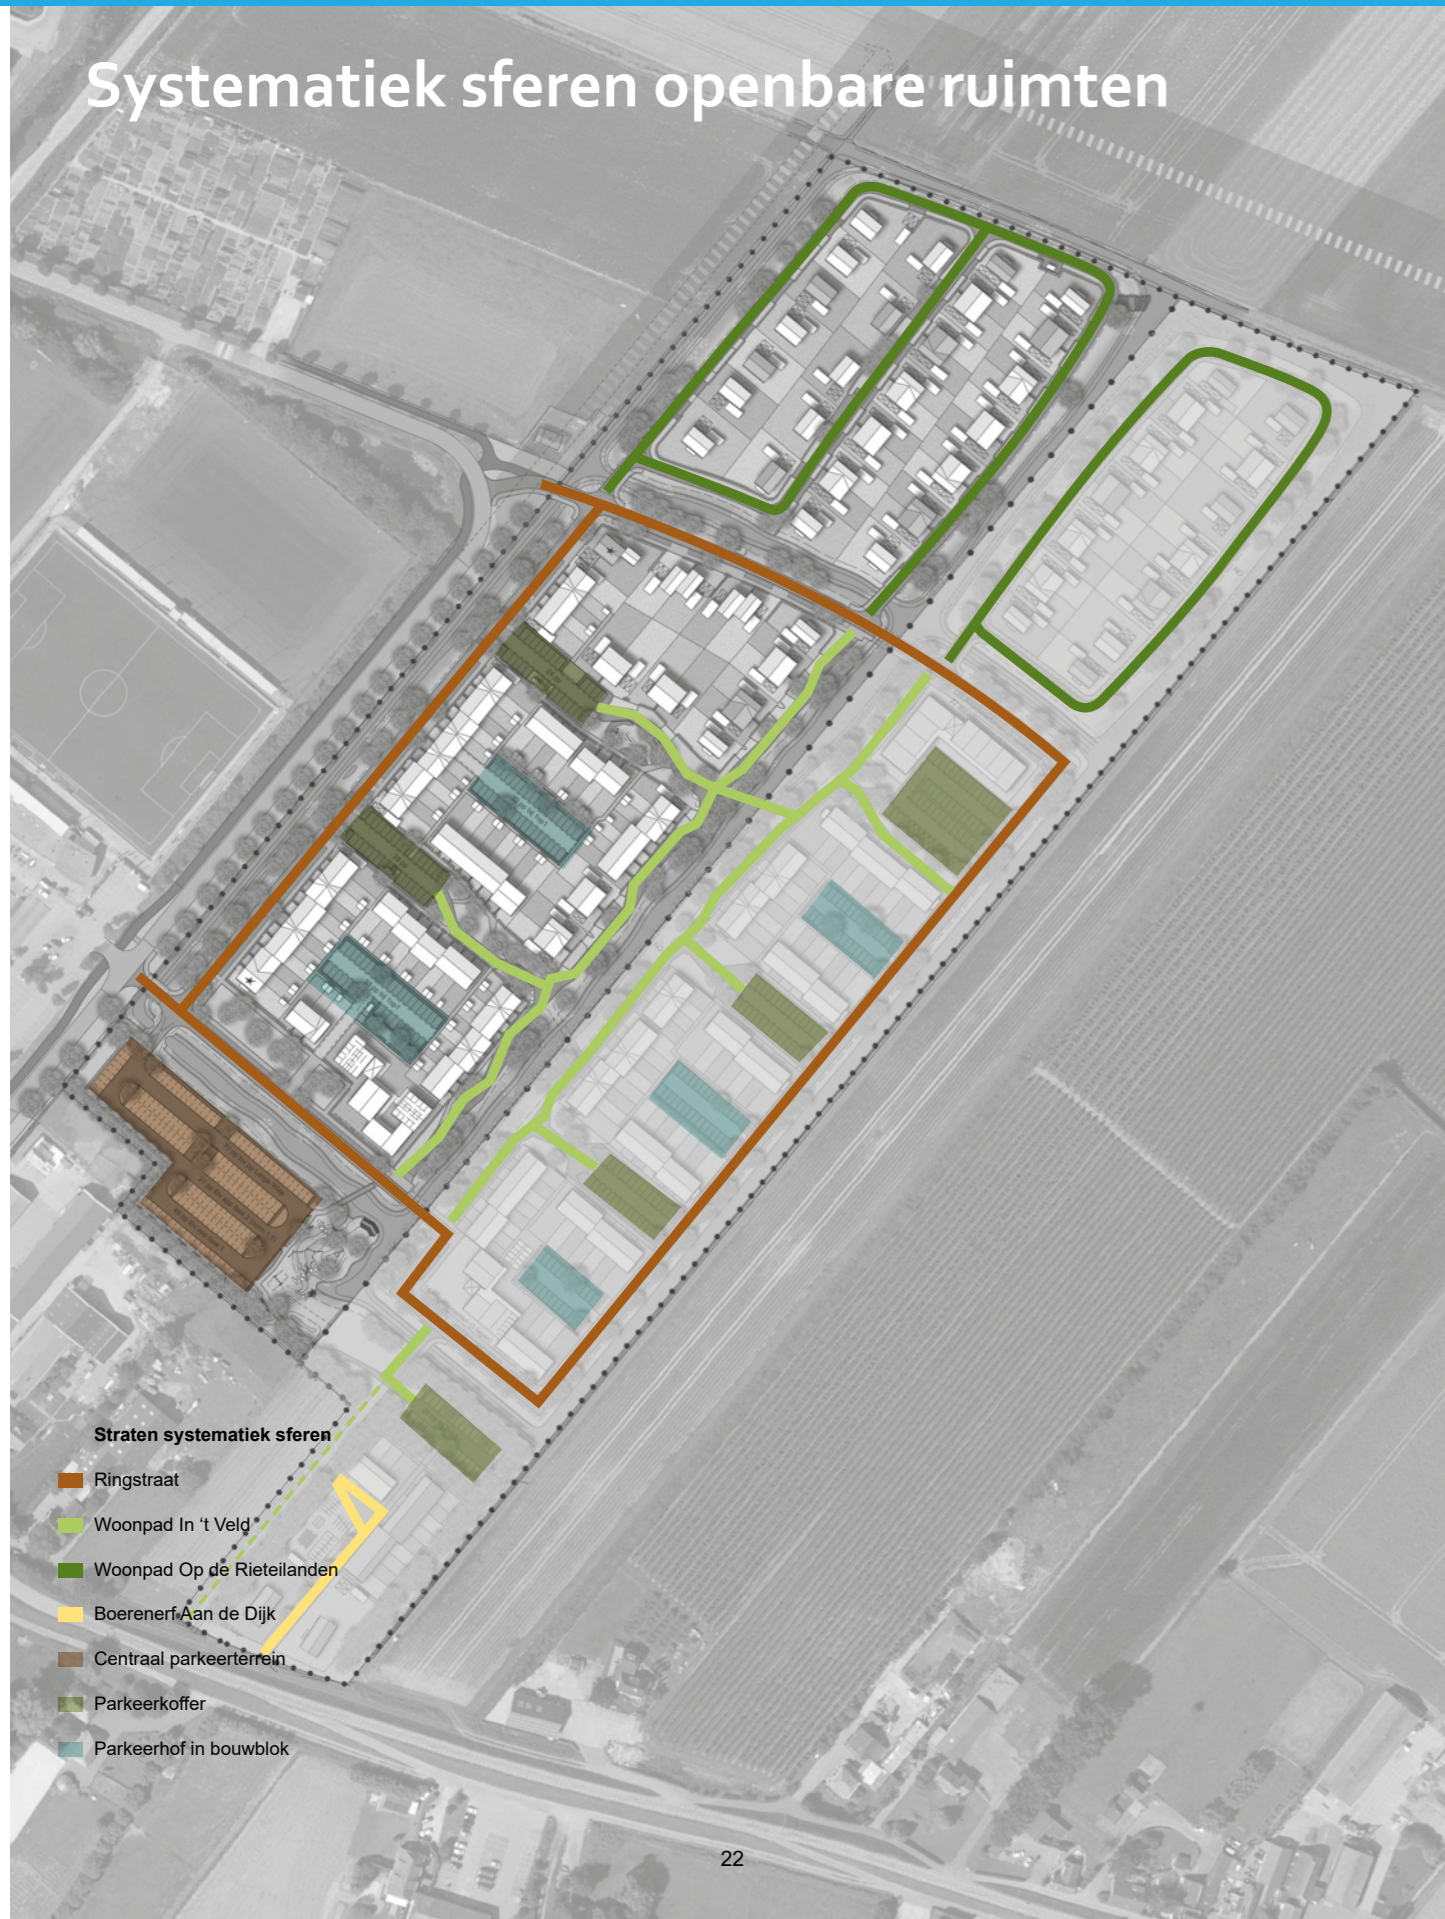 Systematiek sferen openbare ruimten
Straten systematiek sferen
Ringstraat
Woonpad In ‘t Veld
Woonpad Op de Rieteilanden
Boerenerf Aan de Dijk
Centraal parkeerterrein
Parkeerkoffer
Parkeerhof in bouwblok
22